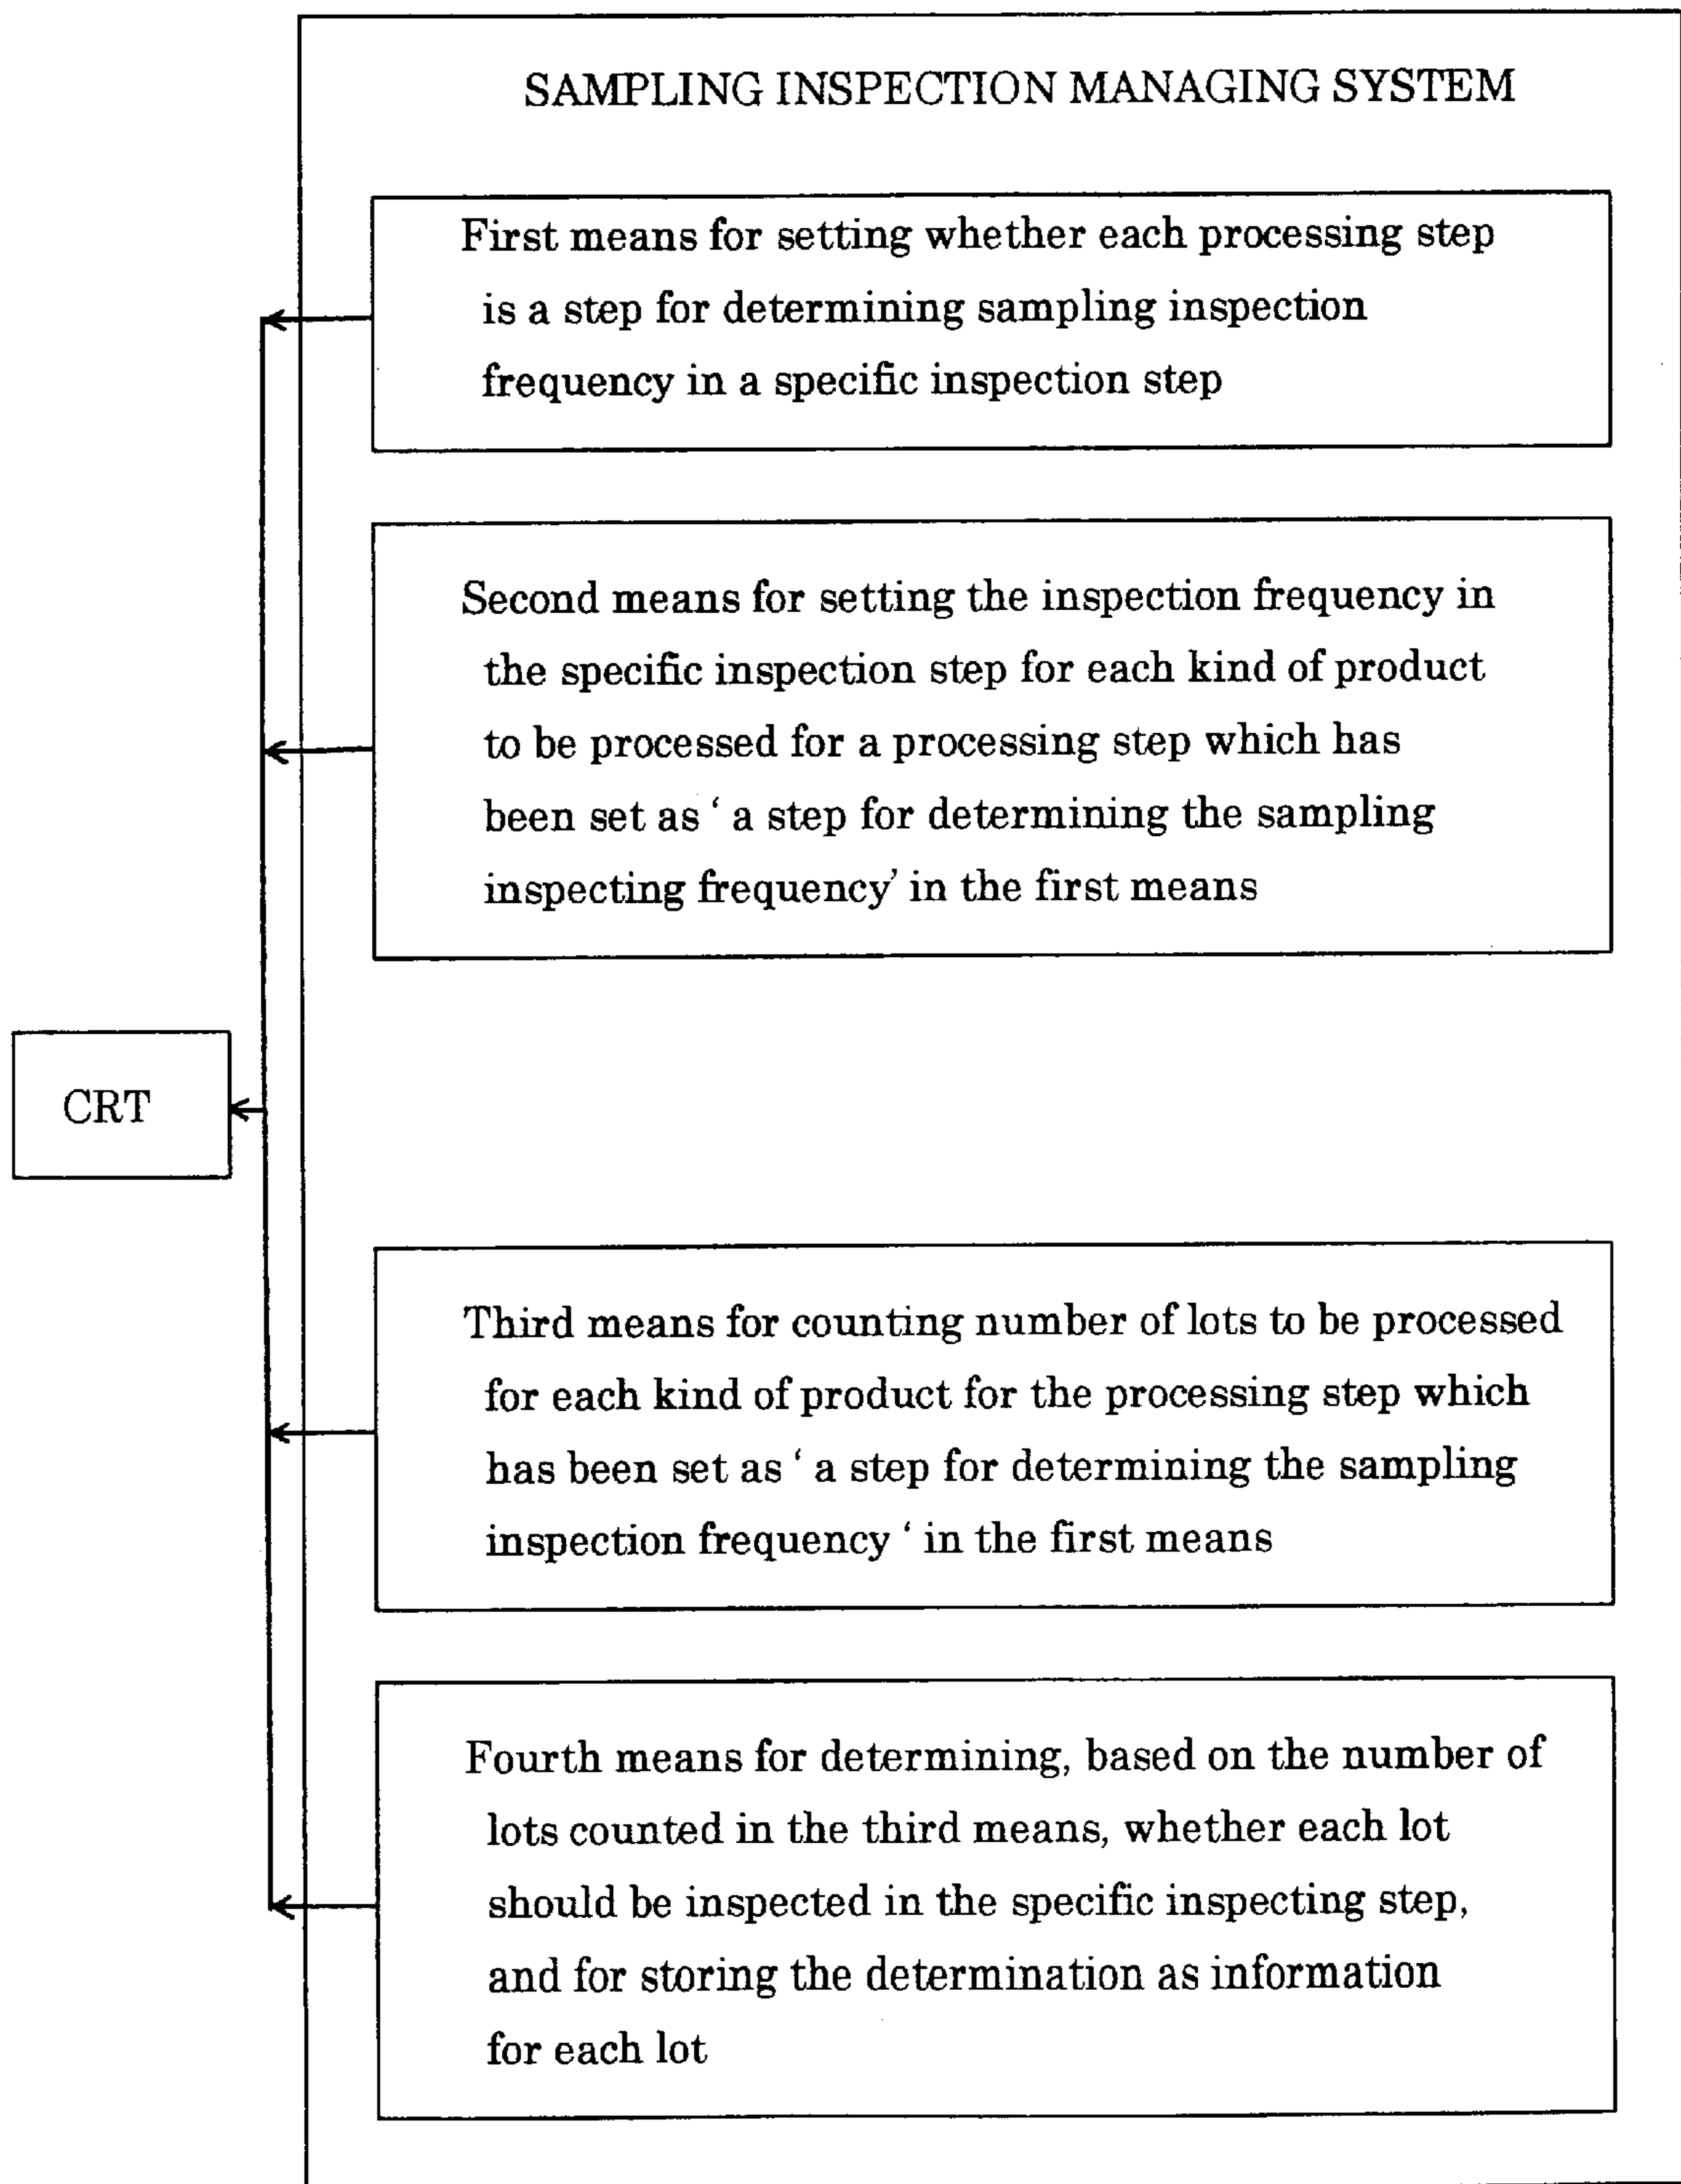 SAMPLING INSPECTION MANAGING SYSTEM
First means for setting whether each processing step
is a step for determining sampling inspection
frequency in a specific inspection step
Second means for setting the inspection frequency in
the specific inspection step for each kind of product
to be processed for a processing step which has
been set as ‘ a step for determining the sampling
inspecting frequency’ in the first means
CRT
Third means for counting number of lots to be processed
for each kind of product for the processing step which
has been set as ‘ a step for determining the sampling
inspection frequency ‘ in the first means
Fourth means for determining, based on the number of
lots counted in the third means, whether each lot
should be inspected in the specific inspecting step,
and for storing the determination as information
for each lot